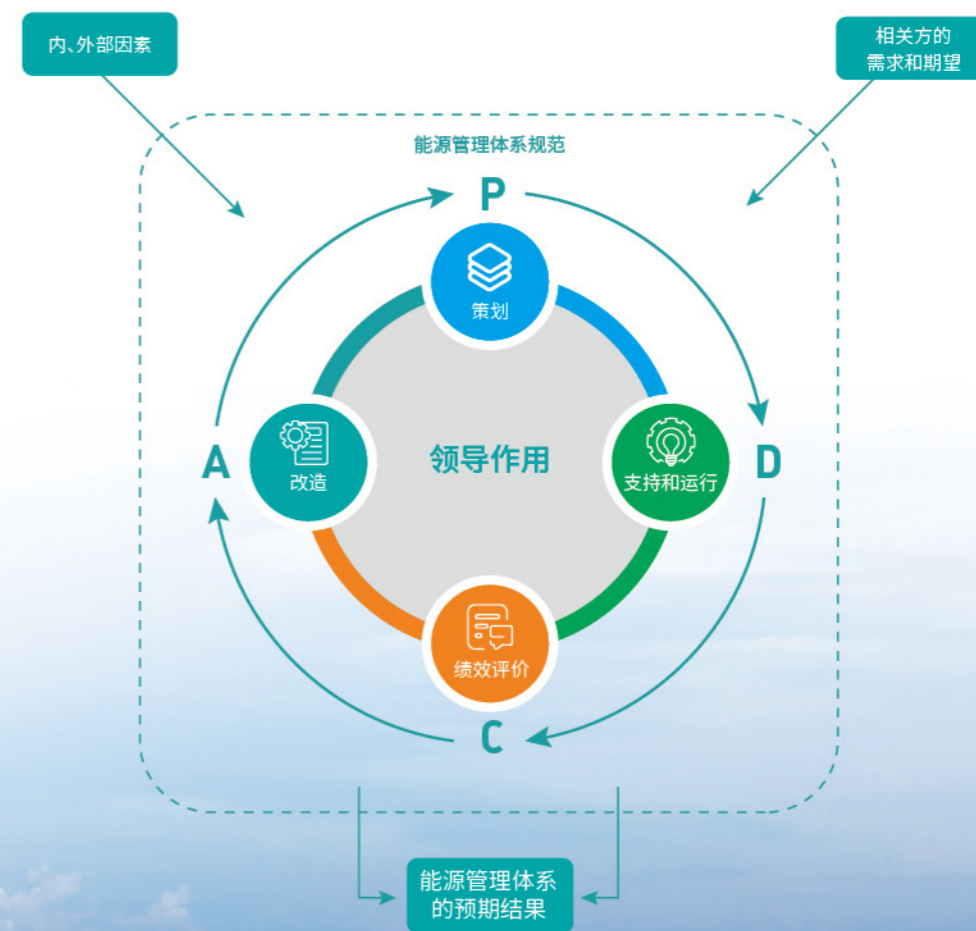 内、外部因素
相关方的
需求和期望
能源管理体系规范
P
策划
A
改造
领导作用
支持和运行
D
绩效评价
C
能源管理体系
的预期结果